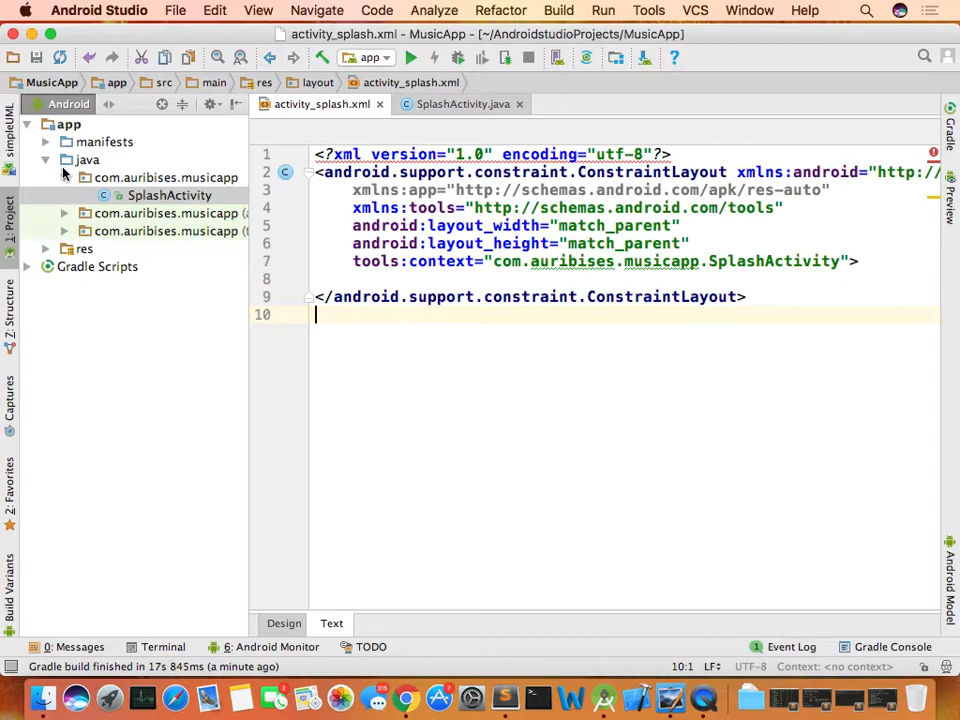 Android Studio File Edit View Navigate Code Analyze Refactor Build Run Tools VCS Window Help
activity_splash.xml - MusicApp - [~/AndroidstudioProjects/MusicApp]
app
MusicApp app src main res layout activity_splash.xml
Android
activity_splash.xml SplashActivity.java
app
manifests
java
com.auribises.musicapp
SplashActivity
com.auribises.musicapp (
com.auribises.musicapp (
res
Gradle Scripts
1 <?xml version="1.0" encoding="utf-8"?>
2 <android.support.constraint.ConstraintLayout xmlns:android="http://
3 xmlns:app="http://schemas.android.com/apk/res-auto"
4 xmlns:tools="http://schemas.android.com/tools"
5 android:layout_width="match_parent"
6 android:layout_height="match_parent"
7 tools:context="com.auribises.musicapp.SplashActivity">
8
9 </android.support.constraint.ConstraintLayout>
10
simpleUML
1: Project
Z: Structure
Captures
2: Favorites
Build Variants
Gradle
Preview
Android Model
Design Text
0: Messages Terminal 6: Android Monitor TODO Event Log Gradle Console
Gradle build finished in 17s 845ms (a minute ago) 10:1 LF÷ UTF-8 Context: <no context>
2
315